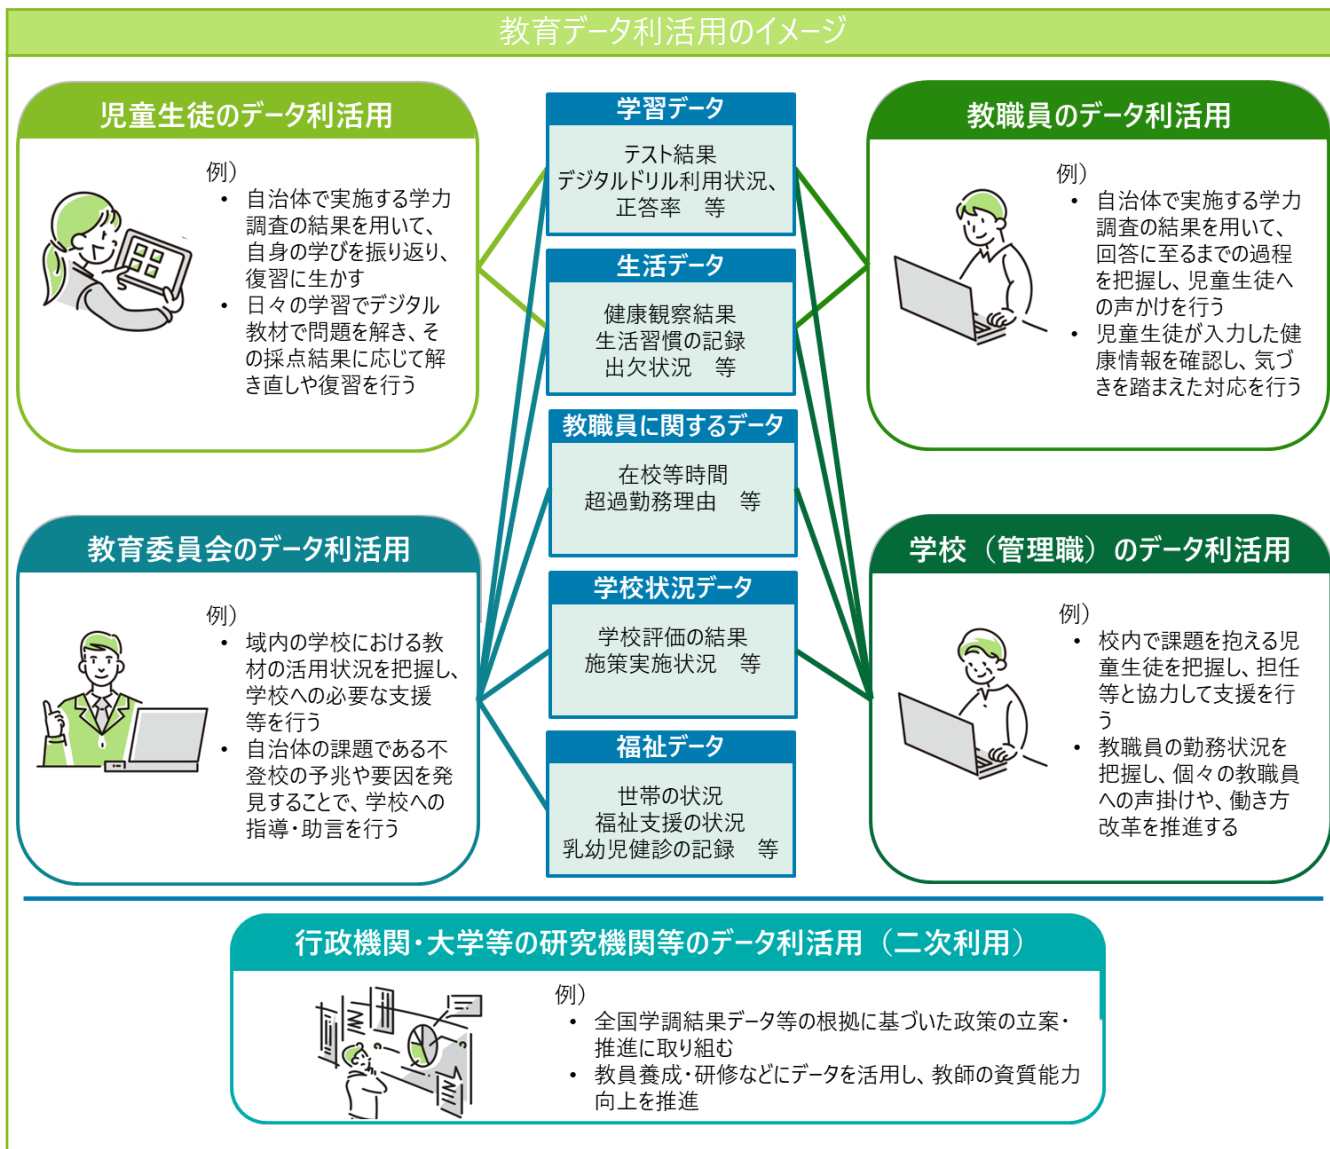 教育データ利活用のイメージ
児童生徒のデータ利活用
例）
• 自治体で実施する学力
調査の結果を用いて、
自身の学びを振り返り、
復習に生かす
• 日々の学習でデジタル
教材で問題を解き、そ
の採点結果に応じて解
き直しや復習を行う
学習データ
テスト結果
デジタルドリル利用状況、
正答率　等
生活データ
健康観察結果
生活習慣の記録
出欠状況　等
教職員に関するデータ
在校等時間
超過勤務理由　等
学校状況データ
学校評価の結果
施策実施状況　等
福祉データ
世帯の状況
福祉支援の状況
乳幼児健診の記録　等
教職員のデータ利活用
例）
• 自治体で実施する学力
調査の結果を用いて、
回答に至るまでの過程
を把握し、児童生徒へ
の声かけを行う
• 児童生徒が入力した健
康情報を確認し、気づ
きを踏まえた対応を行う
教育委員会のデータ利活用
例）
• 域内の学校における教
材の活用状況を把握し、
学校への必要な支援
等を行う
• 自治体の課題である不
登校の予兆や要因を発
見することで、学校への
指導・助言を行う
学校（管理職）のデータ利活用
例）
• 校内で課題を抱える児
童生徒を把握し、担任
等と協力して支援を行
う
• 教職員の勤務状況を
把握し、個々の教職員
への声掛けや、働き方
改革を推進する
行政機関・大学等の研究機関等のデータ利活用（二次利用）
例）
• 全国学調結果データ等の根拠に基づいた政策の立案・
推進に取り組む
• 教員養成・研修などにデータを活用し、教師の資質能力
向上を推進